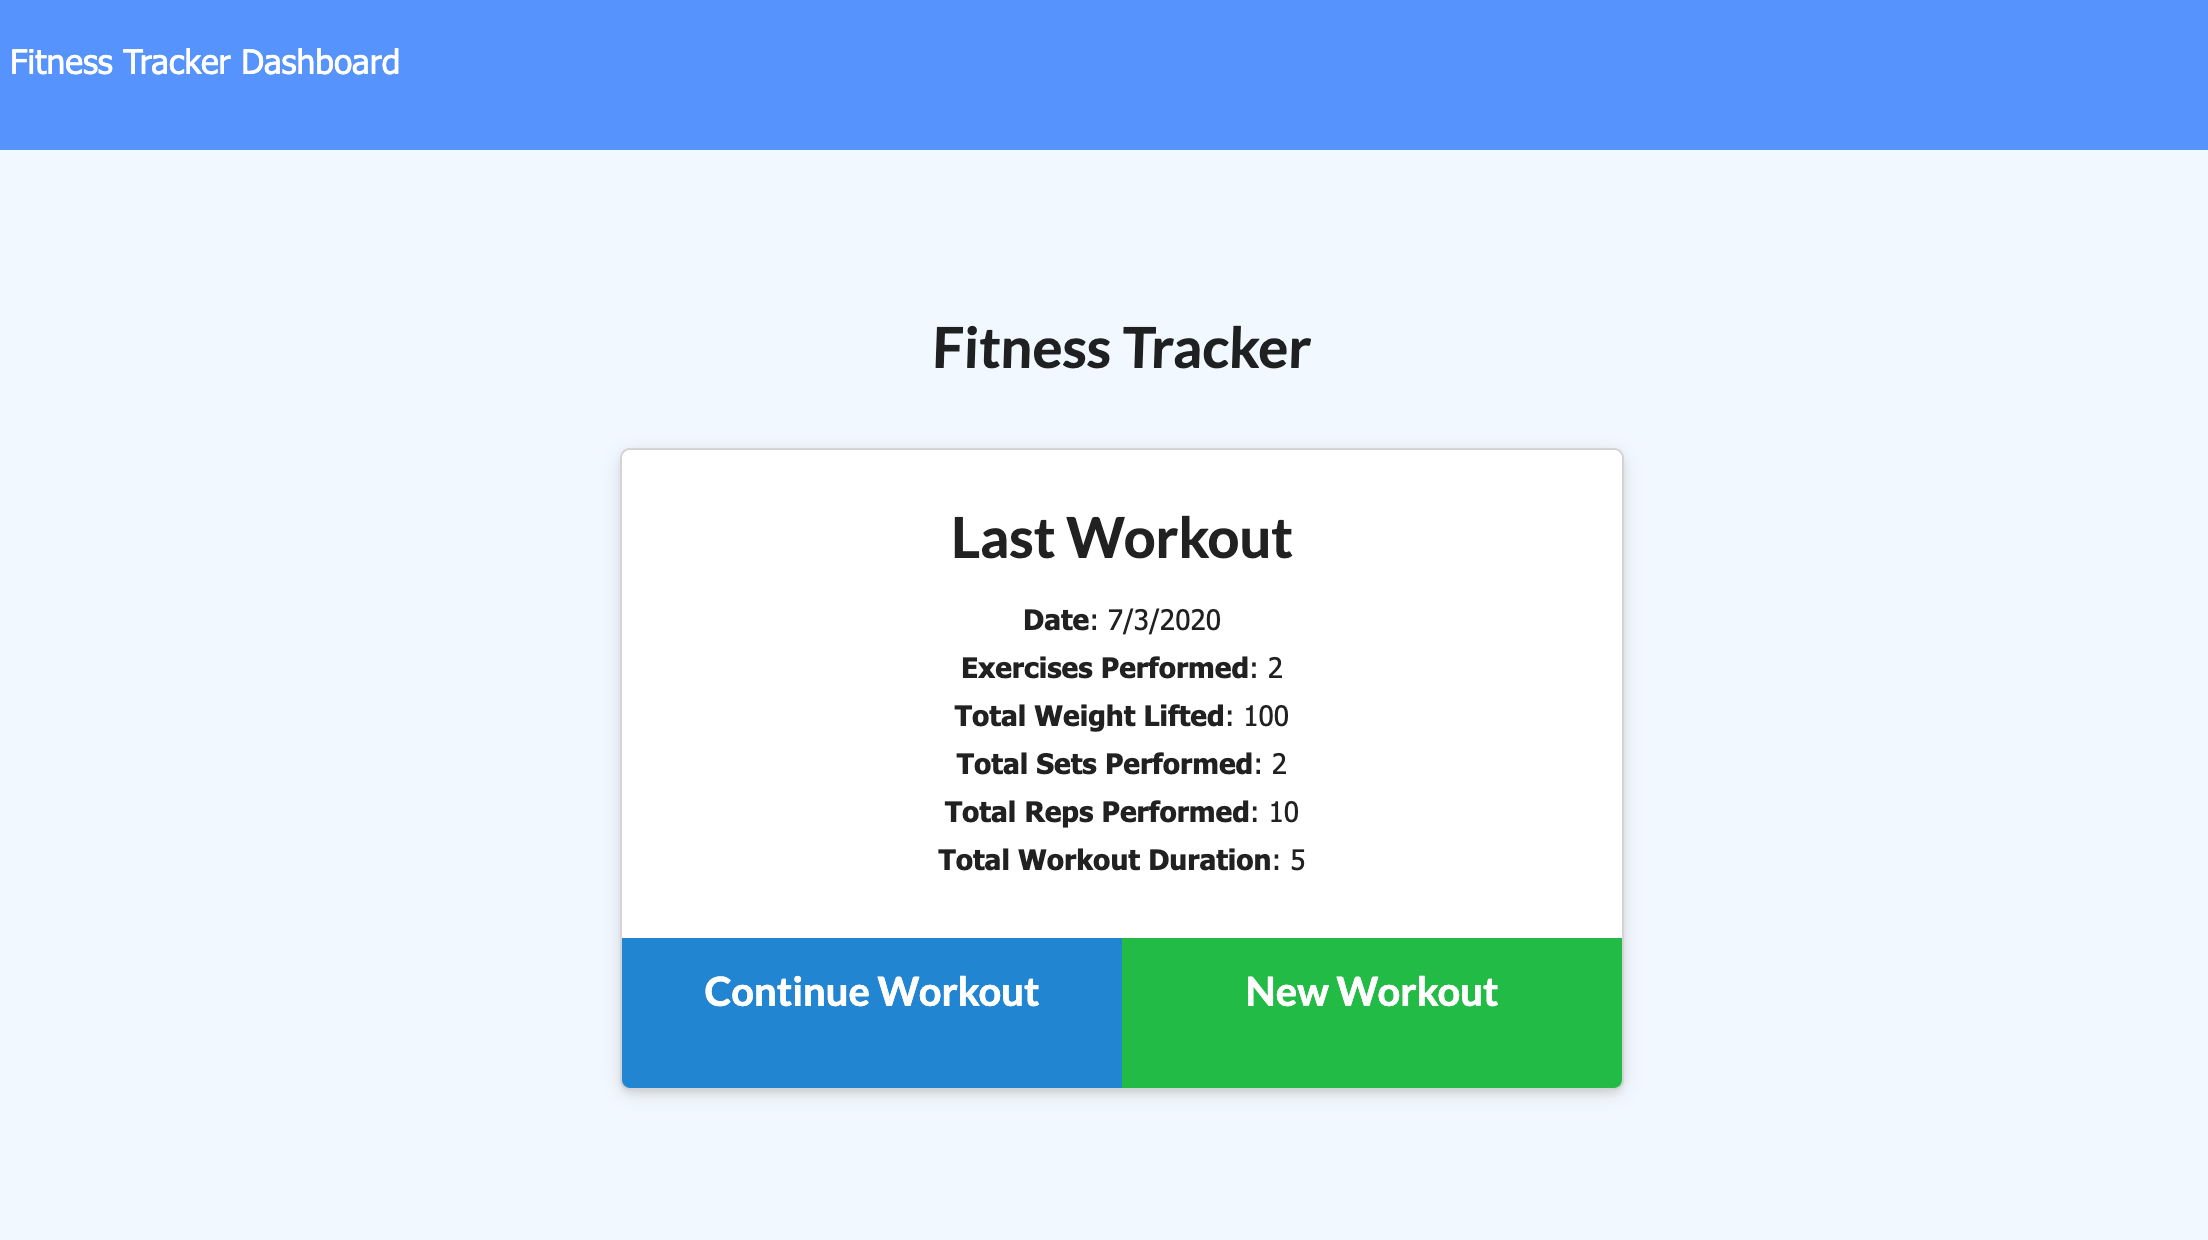 Fitness Tracker Dashboard
Fitness Tracker
Last Workout
Date: 7/3/2020
Exercises Performed: 2
Total Weight Lifted: 100
Total Sets Performed: 2
Total Reps Performed: 10
Total Workout Duration: 5
Continue Workout
New Workout